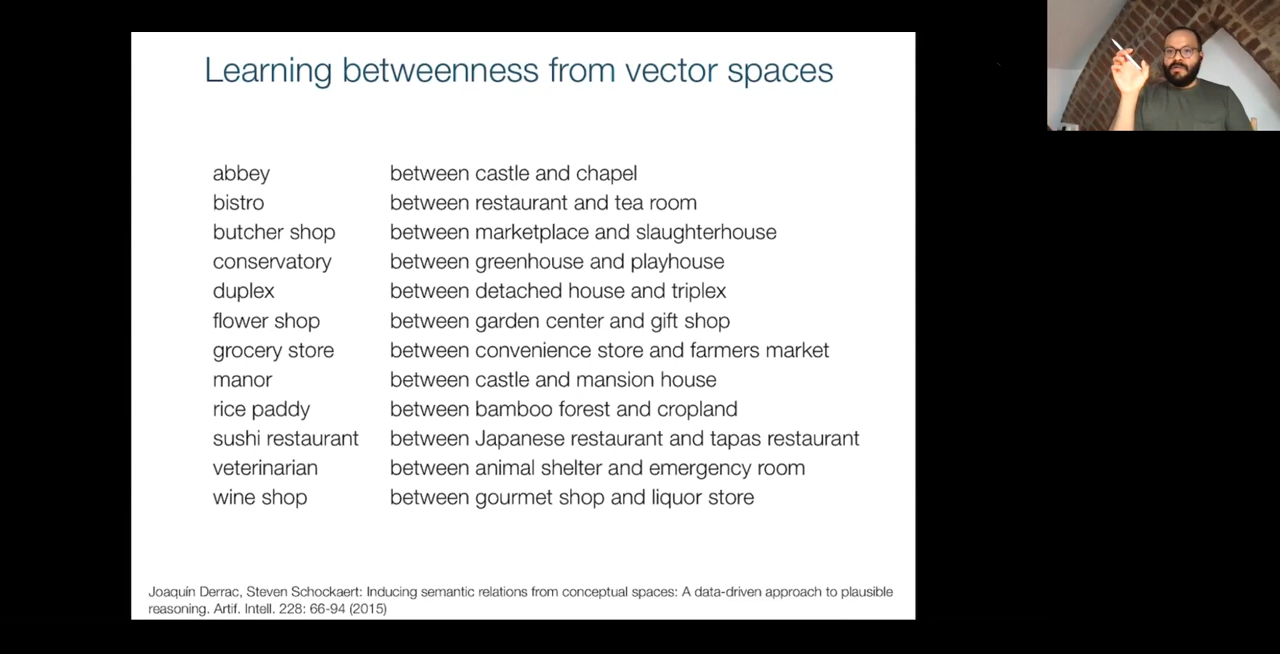 Learning betweenness from vector spaces
abbey between castle and chapel
bistro between restaurant and tea room
butcher shop between marketplace and slaughterhouse
conservatory between greenhouse and playhouse
duplex between detached house and triplex
flower shop between garden center and gift shop
grocery store between convenience store and farmers market
manor between castle and mansion house
rice paddy between bamboo forest and cropland
sushi restaurant between Japanese restaurant and tapas restaurant
veterinarian between animal shelter and emergency room
wine shop between gourmet shop and liquor store
Joaquín Derrac, Steven Schockaert: Inducing semantic relations from conceptual spaces: A data-driven approach to plausible
reasoning. Artif. Intell. 228: 66-94 (2015)